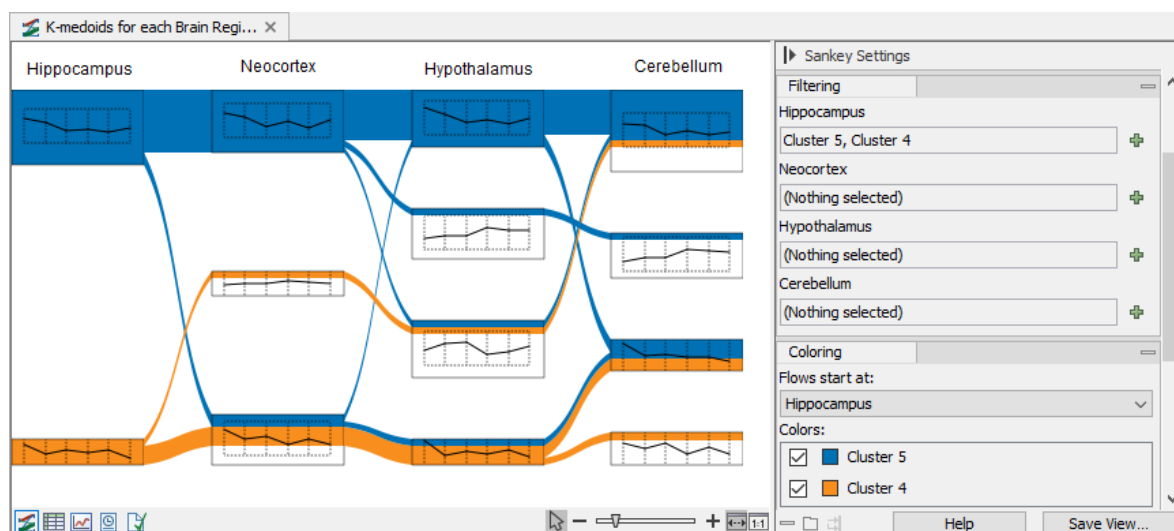 K-medoids for each Brain Regi...
Hippocampus
Neocortex
Hypothalamus
Cerebellum
Sankey Settings
Filtering
Hippocampus
Cluster 5, Cluster 4
Neocortex
(Nothing selected)
Hypothalamus
(Nothing selected)
Cerebellum
(Nothing selected)
Coloring
Flows start at:
Hippocampus
Colors:
Cluster 5
Cluster 4
1:1
Help
Save View...